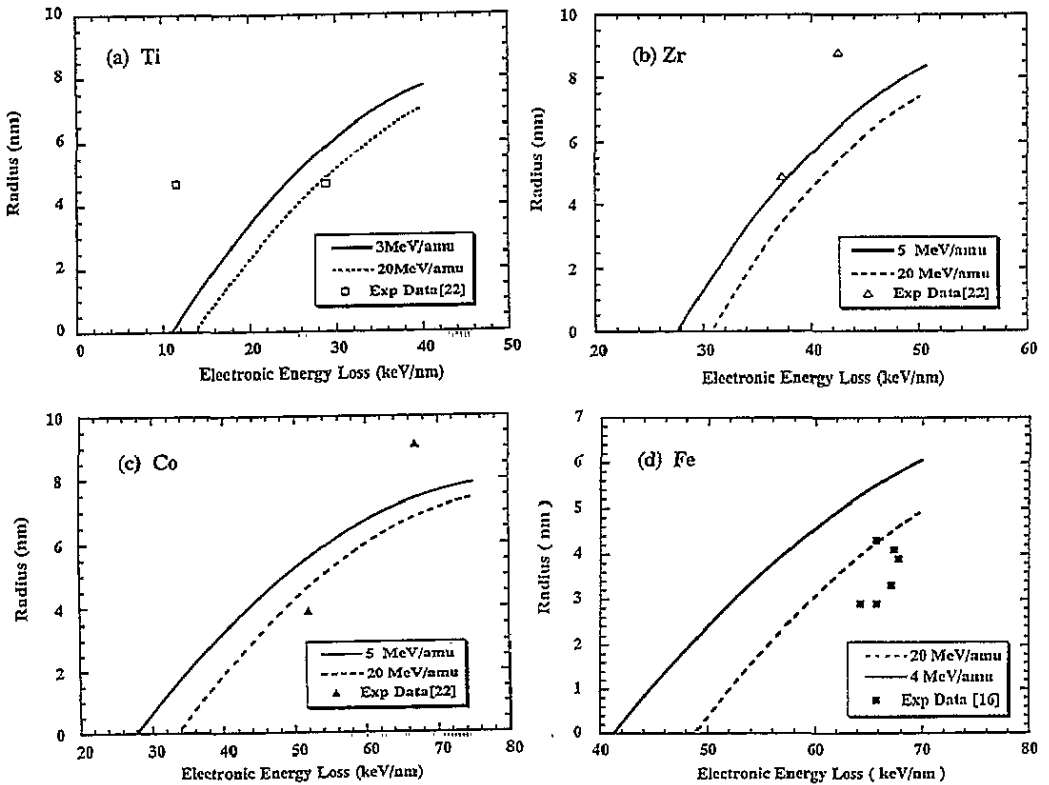 (a) Ti
Radius (nm)
10
8
6
4
2
0
3MeV/amu
20MeV/amu
Exp Data[22]
0 10 20 30 40 50
Electronic Energy Loss (keV/nm)
(b) Zr
Radius (nm)
10
8
6
4
2
0
5 MeV/amu
20 MeV/amu
Exp Data[22]
20 30 40 50 60
Electronic Energy Loss (keV/nm)
(c) Co
Radius (nm)
10
8
6
4
2
0
5 MeV/amu
20 MeV/amu
Exp Data[22]
20 30 40 50 60 70 80
Electronic Energy Loss (keV/nm)
(d) Fe
Radius ( nm )
7
6
5
4
3
2
1
0
20 MeV/amu
4 MeV/amu
Exp Data [16]
40 50 60 70 80
Electronic Energy Loss ( keV/nm )